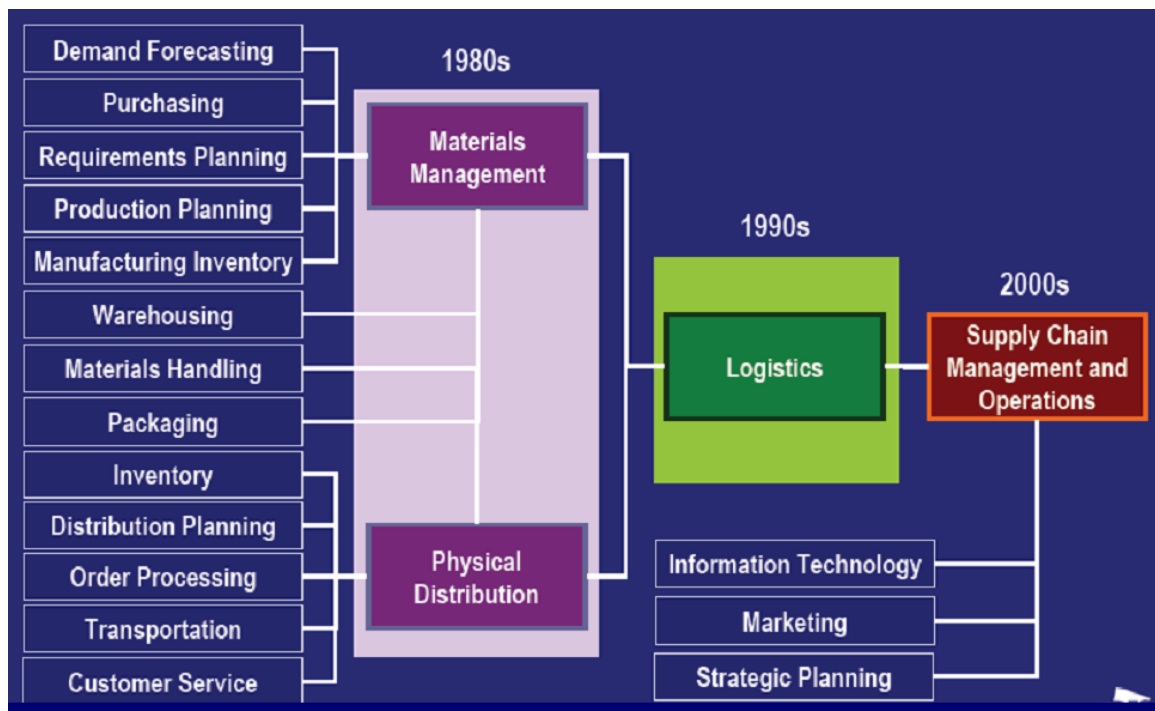 Demand Forecasting
Purchasing
Requirements Planning
Production Planning
Manufacturing Inventory
Warehousing
Materials Handling
Packaging
Inventory
Distribution Planning
Order Processing
Transportation
Customer Service
1980s
Materials
Management
Physical
Distribution
1990s
Logistics
2000s
Supply Chain
Management and
Operations
Information Technology
Marketing
Strategic Planning